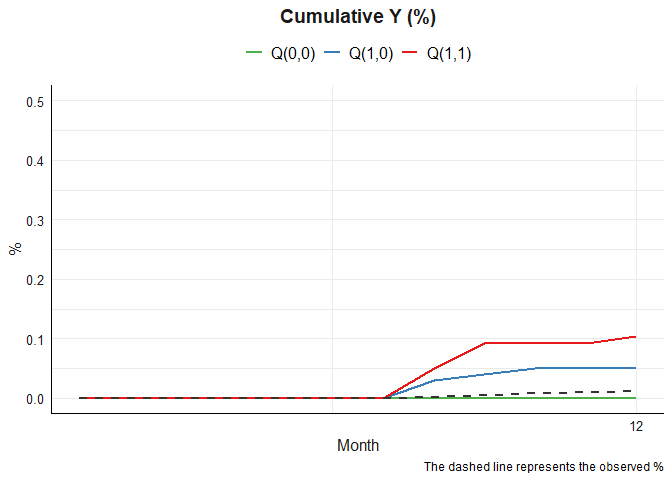 Cumulative Y (%)
Q(0,0) Q(1,0) Q(1,1)
0.5
0.4
0.3
0.2
0.1
0.0
%
12
Month
The dashed line represents the observed %